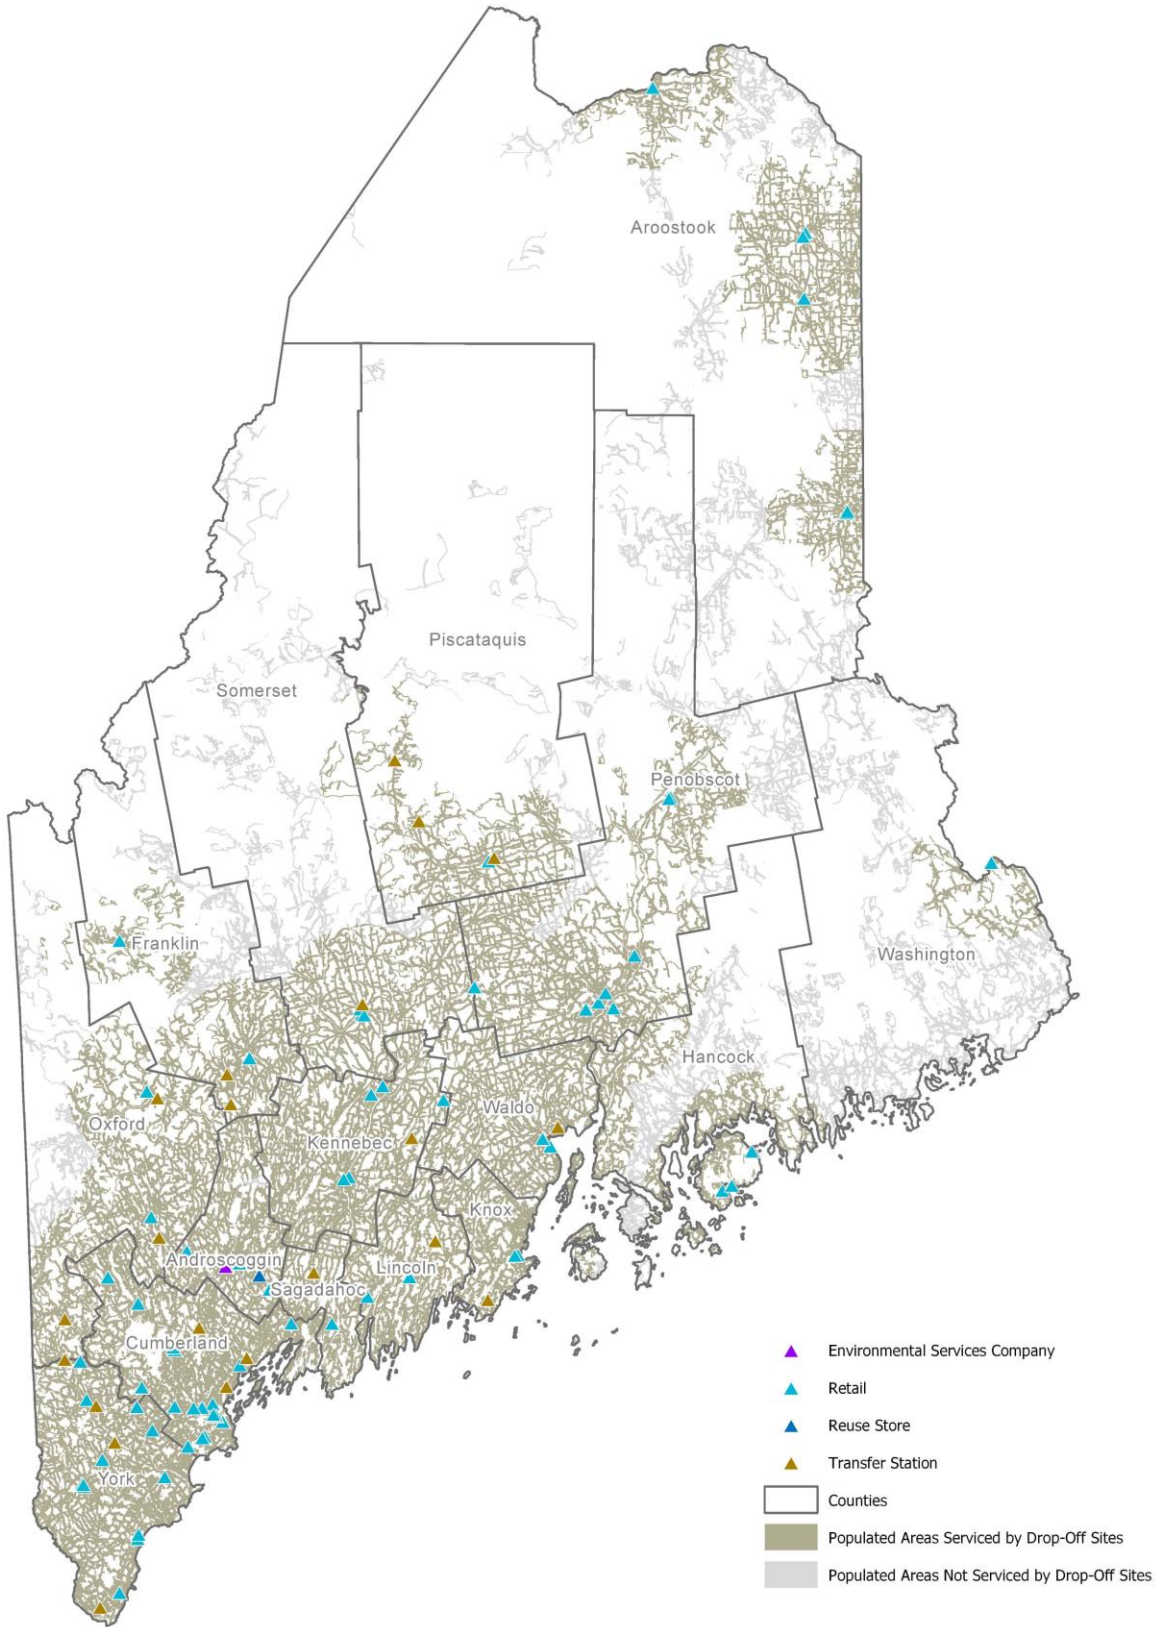 Aroostook
Piscataquis
Somerset
Penobscot
Franklin
Washington
Hancock
Oxford
Waldo
Kennebec
Knox
Androscoggin
Lincoln
Sagadahoc
Cumberland
York
Environmental Services Company
Retail
Reuse Store
Transfer Station
Counties
Populated Areas Serviced by Drop-Off Sites
Populated Areas Not Serviced by Drop-Off Sites